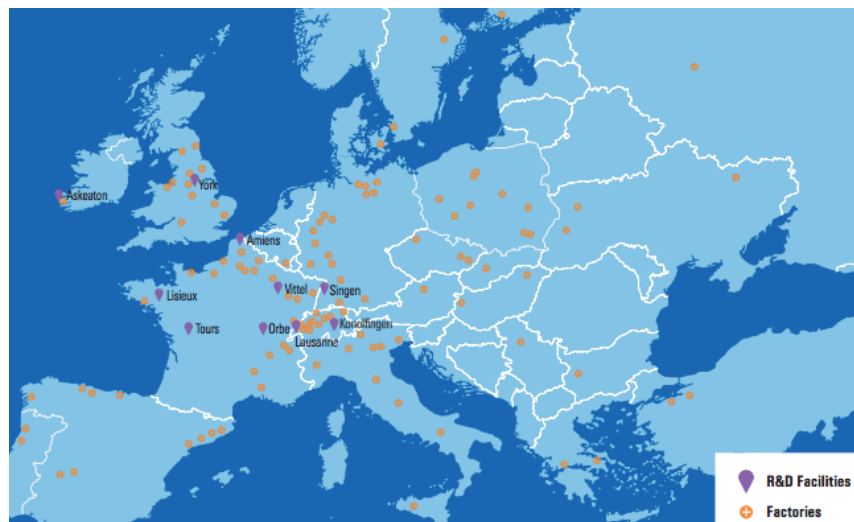 York
Askeaton
Amiens
Vittel
Singen
Lisieux
Tours
Orbe
Konolfingen
Lausanne
R&D Facilities
Factories